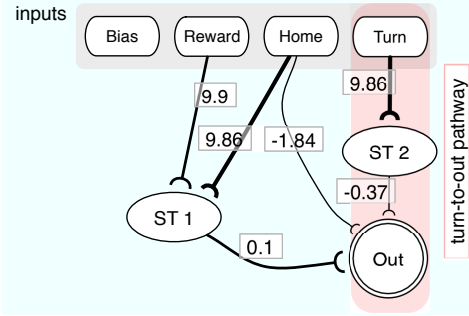 inputs
Bias
Reward
Home
Turn
9.9
9.86
-1.84
9.86
ST 2
-0.37
ST 1
0.1
Out
turn-to-out pathway